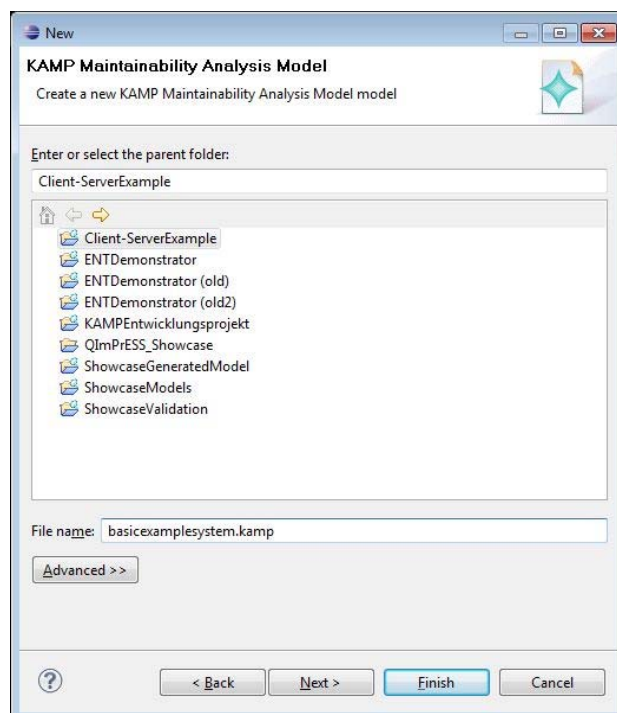 New
KAMP Maintainability Analysis Model
Create a new KAMP Maintainability Analysis Model model
Enter or select the parent folder:
Client-ServerExample
Client-ServerExample
ENTDemonstrator
ENTDemonstrator (old)
ENTDemonstrator (old2)
KAMPEntwicklungsprojekt
QImPrESS_Showcase
ShowcaseGeneratedModel
ShowcaseModels
ShowcaseValidation
File name: basicexamplesystem.kamp
Advanced >>
? < Back Next > Finish Cancel